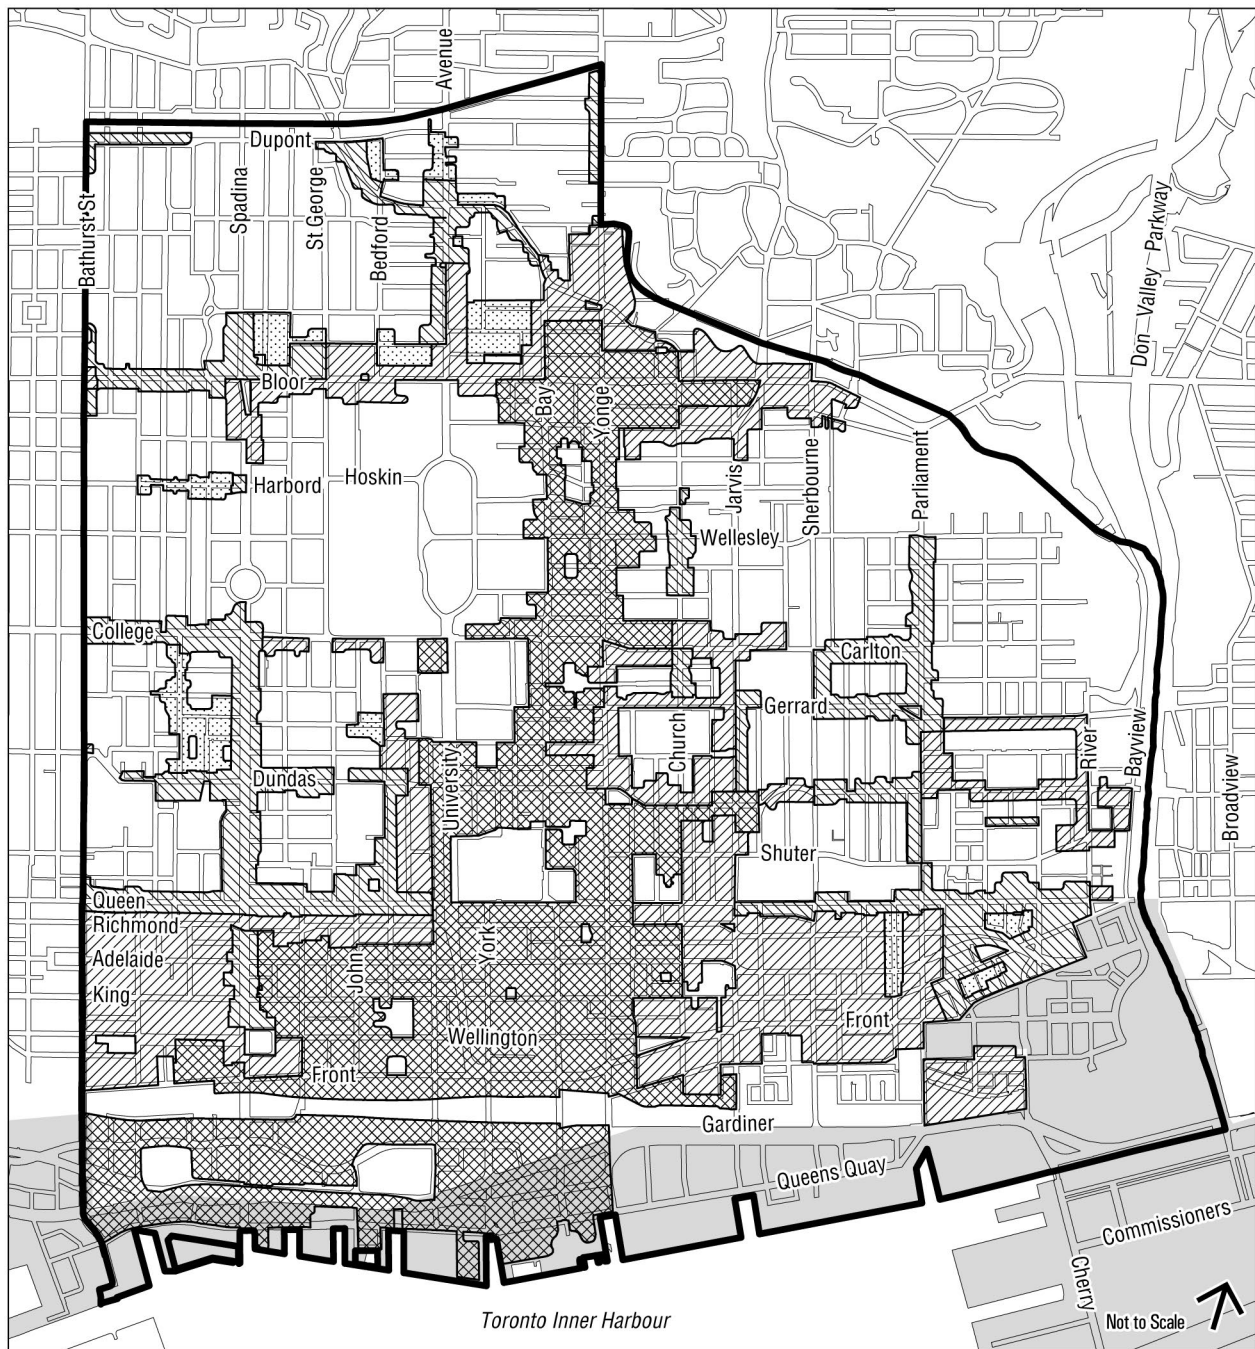 Avenue
Dupont
Bathurst St
Spadina
St.George
Bedford
Don Valley Parkway
Bloor
Bay
Yonge
Harbord
Hoskin
Jarvis
Sherbourne
Parliament
Wellesley
College
Carlton
Gerrard
Church
Dundas
University
River
Bayview
Broadview
Shuter
Queen
Richmond
Adelaide
King
John
York
Wellington
Front
Front
Gardiner
Queens Quay
Commissioners
Cherry
Toronto Inner Harbour
Not to Scale